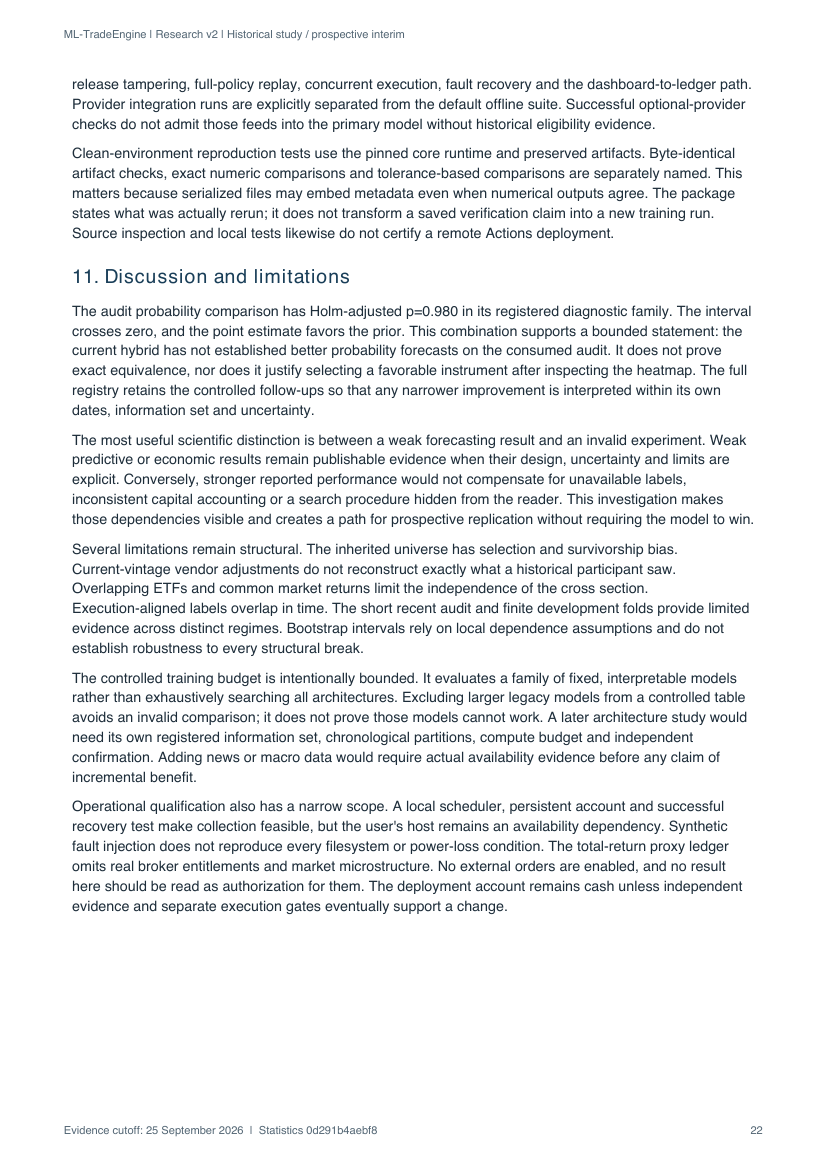 ML-TradeEngine | Research v2 | Historical study / prospective interim
release tampering, full-policy replay, concurrent execution, fault recovery and the dashboard-to-ledger path.
Provider integration runs are explicitly separated from the default offline suite. Successful optional-provider
checks do not admit those feeds into the primary model without historical eligibility evidence.
Clean-environment reproduction tests use the pinned core runtime and preserved artifacts. Byte-identical
artifact checks, exact numeric comparisons and tolerance-based comparisons are separately named. This
matters because serialized files may embed metadata even when numerical outputs agree. The package
states what was actually rerun; it does not transform a saved verification claim into a new training run.
Source inspection and local tests likewise do not certify a remote Actions deployment.
11. Discussion and limitations
The audit probability comparison has Holm-adjusted p=0.980 in its registered diagnostic family. The interval
crosses zero, and the point estimate favors the prior. This combination supports a bounded statement: the
current hybrid has not established better probability forecasts on the consumed audit. It does not prove
exact equivalence, nor does it justify selecting a favorable instrument after inspecting the heatmap. The full
registry retains the controlled follow-ups so that any narrower improvement is interpreted within its own
dates, information set and uncertainty.
The most useful scientific distinction is between a weak forecasting result and an invalid experiment. Weak
predictive or economic results remain publishable evidence when their design, uncertainty and limits are
explicit. Conversely, stronger reported performance would not compensate for unavailable labels,
inconsistent capital accounting or a search procedure hidden from the reader. This investigation makes
those dependencies visible and creates a path for prospective replication without requiring the model to win.
Several limitations remain structural. The inherited universe has selection and survivorship bias.
Current-vintage vendor adjustments do not reconstruct exactly what a historical participant saw.
Overlapping ETFs and common market returns limit the independence of the cross section.
Execution-aligned labels overlap in time. The short recent audit and finite development folds provide limited
evidence across distinct regimes. Bootstrap intervals rely on local dependence assumptions and do not
establish robustness to every structural break.
The controlled training budget is intentionally bounded. It evaluates a family of fixed, interpretable models
rather than exhaustively searching all architectures. Excluding larger legacy models from a controlled table
avoids an invalid comparison; it does not prove those models cannot work. A later architecture study would
need its own registered information set, chronological partitions, compute budget and independent
confirmation. Adding news or macro data would require actual availability evidence before any claim of
incremental benefit.
Operational qualification also has a narrow scope. A local scheduler, persistent account and successful
recovery test make collection feasible, but the user's host remains an availability dependency. Synthetic
fault injection does not reproduce every filesystem or power-loss condition. The total-return proxy ledger
omits real broker entitlements and market microstructure. No external orders are enabled, and no result
here should be read as authorization for them. The deployment account remains cash unless independent
evidence and separate execution gates eventually support a change.
Evidence cutoff: 25 September 2026 | Statistics 0d291b4aebf8
22